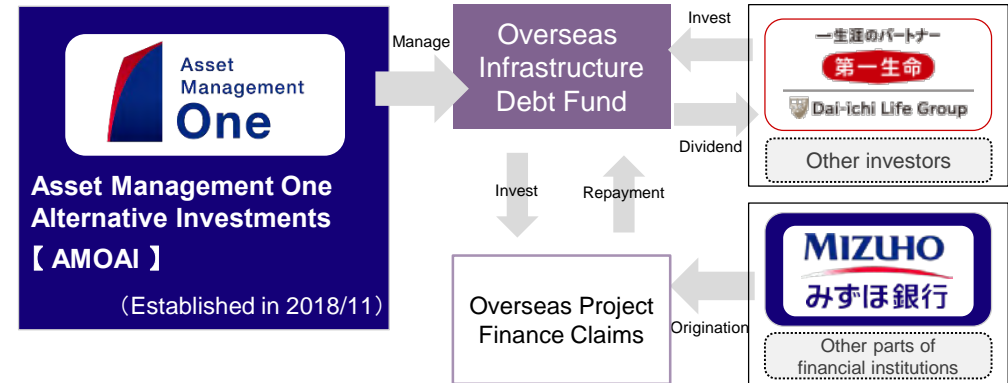 Asset
Management
One
Asset Management One
Alternative Investments
【 AMOAI 】
（Established in 2018/11）
Manage
Overseas
Infrastructure
Debt Fund
Invest
Dividend
一生涯のパートナー
第一生命
Dai-ichi Life Group
Other investors
Invest
Repayment
Overseas Project
Finance Claims
Origination
MIZUHO
みずほ銀行
Other parts of
financial institutions